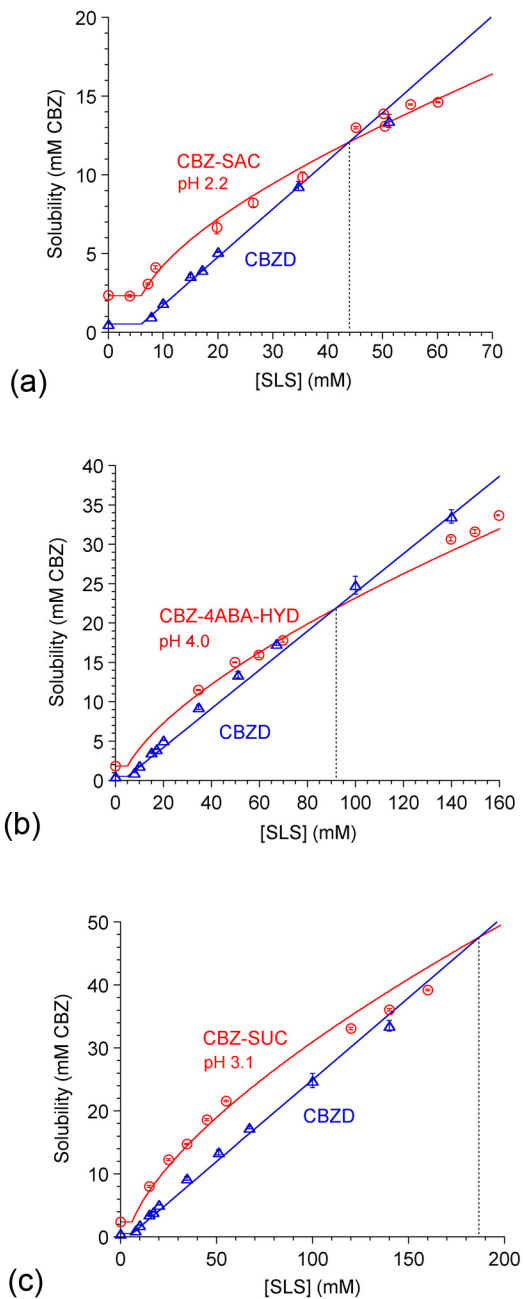 20
15
10
5
0
Solubility (mM CBZ)
CBZ-SAC
pH 2.2
CBZD
0 10 20 30 40 50 60 70
[SLS] (mM)
(a)
40
35
30
25
20
15
10
5
0
Solubility (mM CBZ)
CBZ-4ABA-HYD
pH 4.0
CBZD
0 20 40 60 80 100 120 140 160
[SLS] (mM)
(b)
50
40
30
20
10
0
Solubility (mM CBZ)
CBZ-SUC
pH 3.1
CBZD
0 50 100 150 200
[SLS] (mM)
(c)